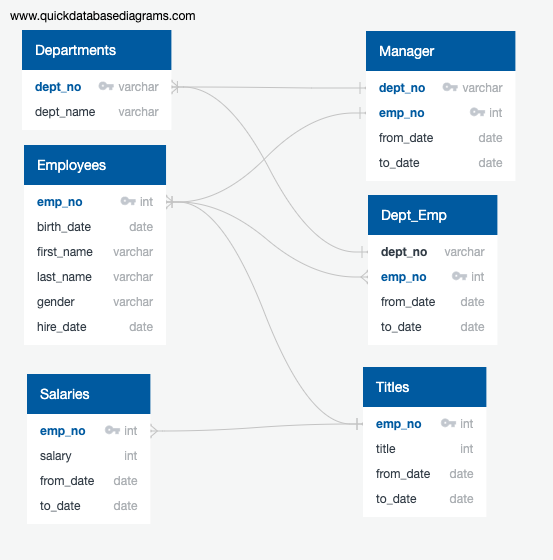 www.quickdatabasediagrams.com
Departments
dept_no varchar
dept_name varchar
Manager
dept_no varchar
emp_no int
from_date date
to_date date
Employees
emp_no int
birth_date date
first_name varchar
last_name varchar
gender varchar
hire_date date
Dept_Emp
dept_no varchar
emp_no int
from_date date
to_date date
Salaries
emp_no int
salary int
from_date date
to_date date
Titles
emp_no int
title int
from_date date
to_date date